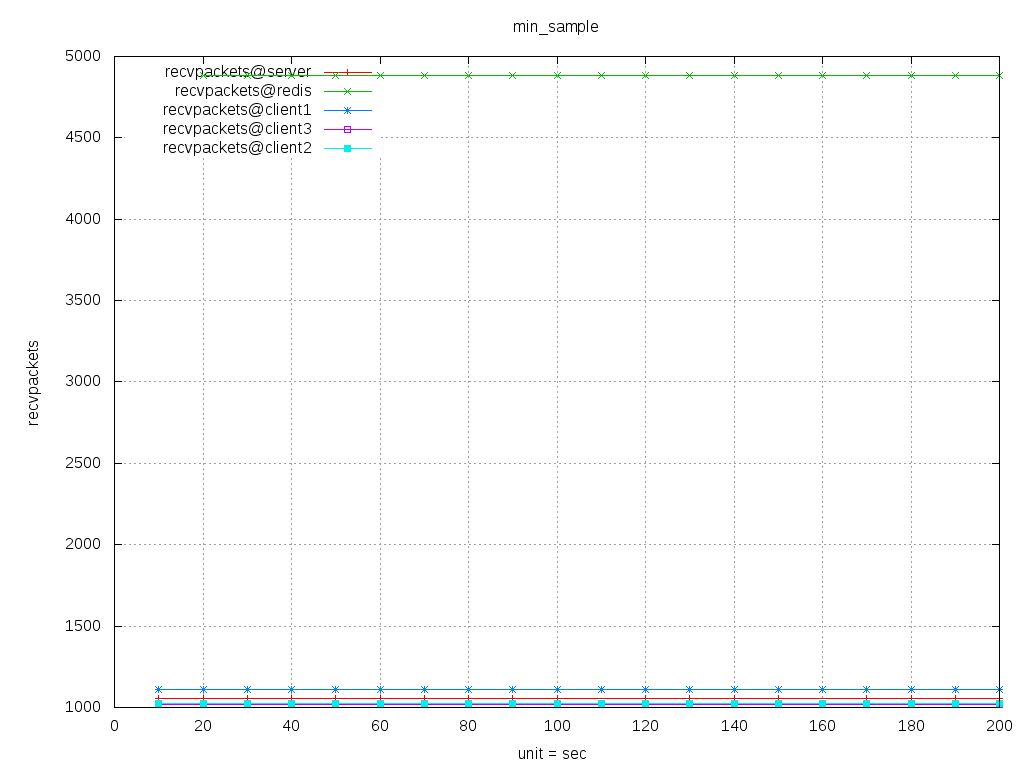 min_sample
5000
4500
4000
3500
3000
2500
2000
1500
1000
recvpackets
recvpackets@server
recvpackets@redis
recvpackets@client1
recvpackets@client3
recvpackets@client2
0 20 40 60 80 100 120 140 160 180 200
unit = sec